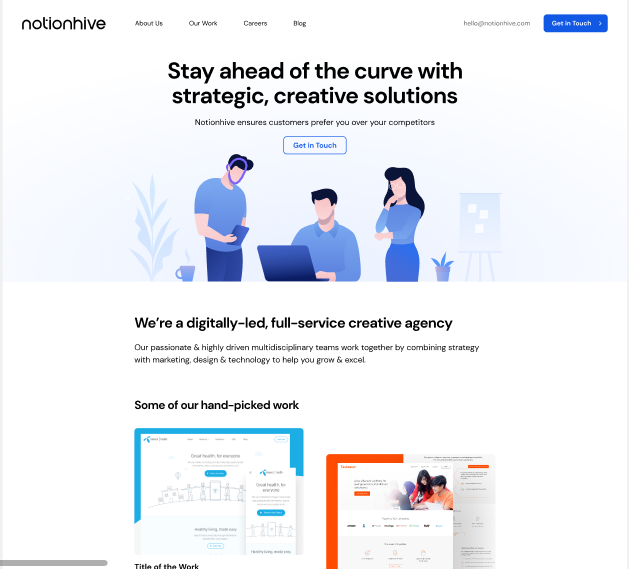 notionhive
About Us
Our Work
Careers
Blog
hello@notionhive.com
Get in Touch
Stay ahead of the curve with
strategic, creative solutions
Notionhive ensures customers prefer you over your competitors
Get in Touch
We're a digitally-led, full-service creative agency
Our passionate & highly driven multidisciplinary teams work together by combining strategy
with marketing, design & technology to help you grow & excel.
Some of our hand-picked work
Great health, for everyone
Great health, for
everyone
Healthy living, made easy
Healthy living, made
Title of the Work